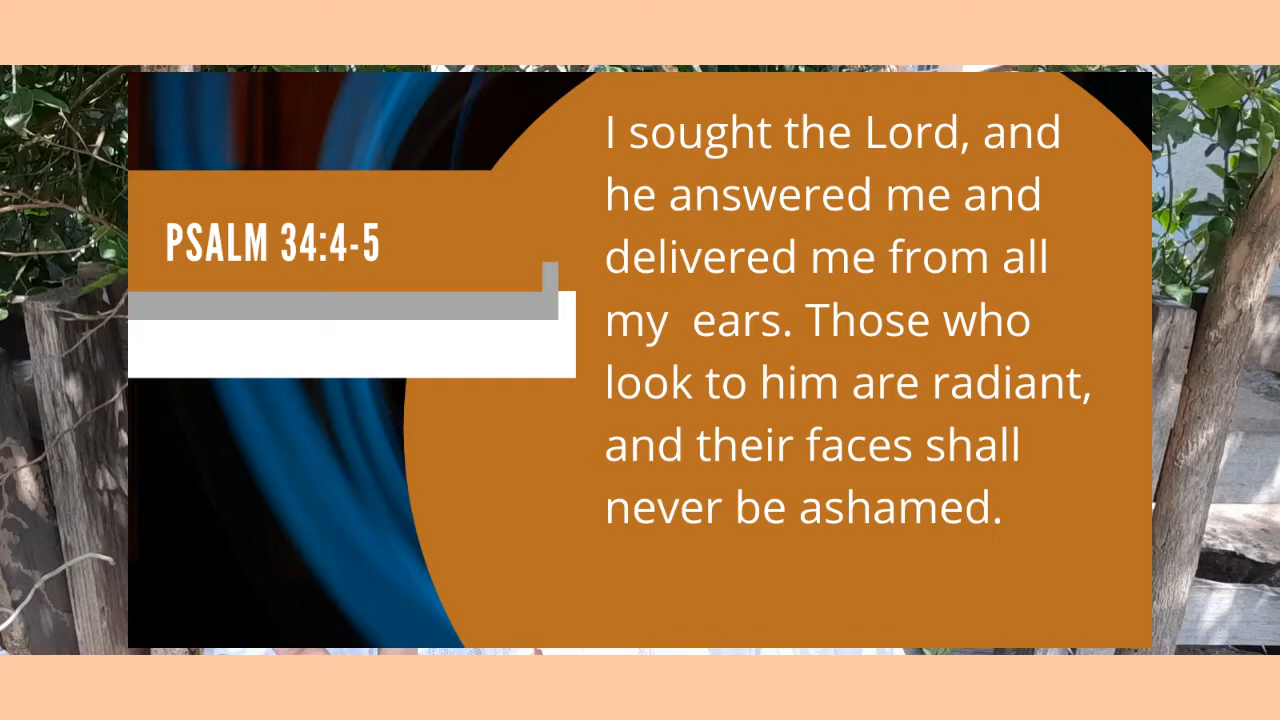 PSALM 34:4-5
I sought the Lord, and
he answered me and
delivered me from all
my  ears. Those who
look to him are radiant,
and their faces shall
never be ashamed.